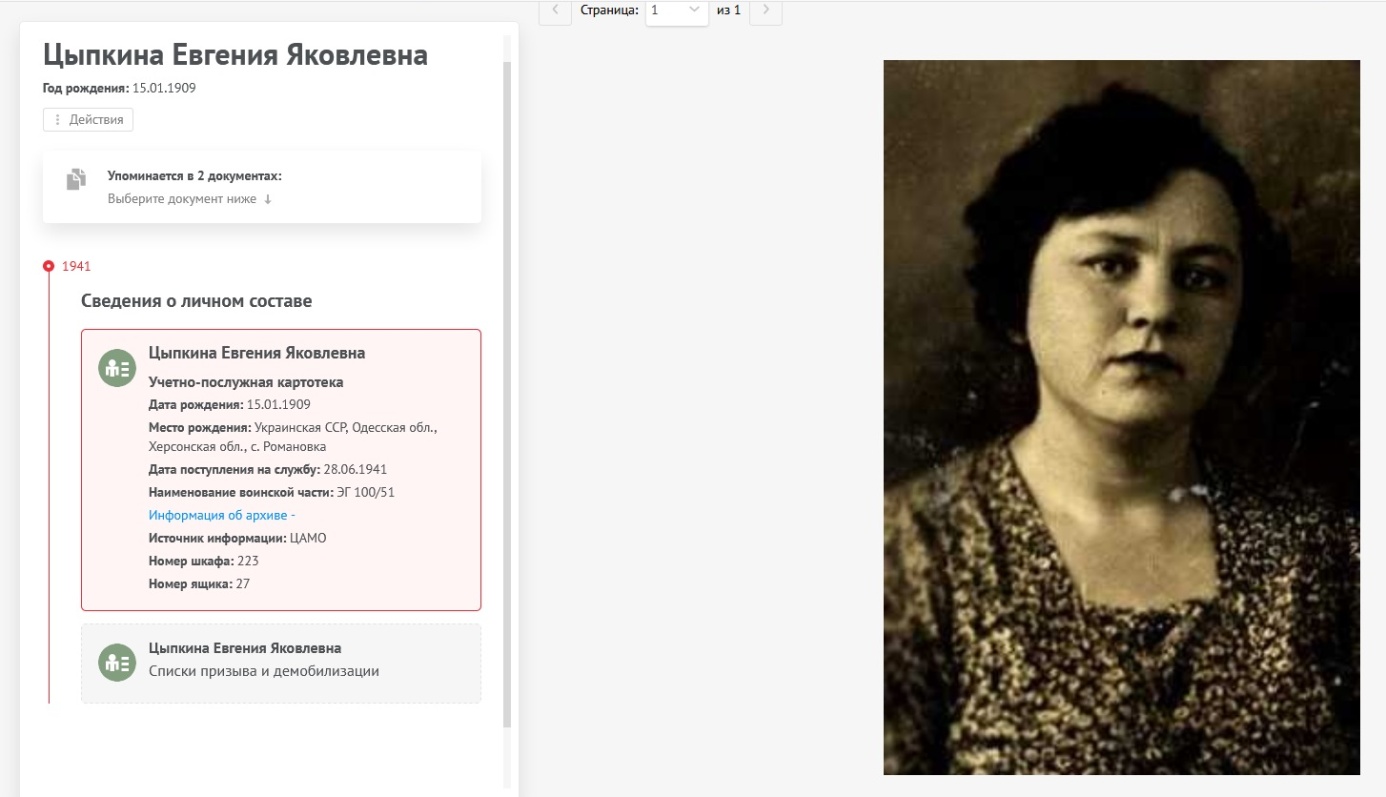 Страница: 1 из 1
Цыпкина Евгения Яковлевна
Год рождения: 15.01.1909
Действия
Упоминается в 2 документах:
Выберите документ ниже ↓
1941
Сведения о личном составе
Цыпкина Евгения Яковлевна
Учетно-послужная картотека
Дата рождения: 15.01.1909
Место рождения: Украинская ССР, Одесская обл.,
Херсонская обл., с. Романовка
Дата поступления на службу: 28.06.1941
Наименование воинской части: ЭГ 100/51
Информация об архиве -
Источник информации: ЦАМО
Номер шкафа: 223
Номер ящика: 27
Цыпкина Евгения Яковлевна
Списки призыва и демобилизации